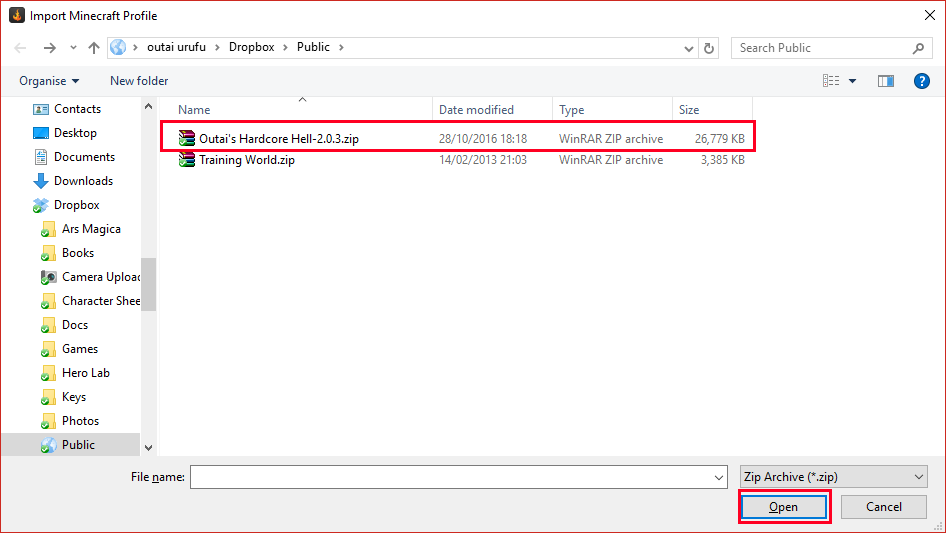 Import Minecraft Profile
outai urufu > Dropbox > Public >
Search Public
Organise New folder
Name Date modified Type Size
Outai's Hardcore Hell-2.0.3.zip 28/10/2016 18:18 WinRAR ZIP archive 26,779 KB
Training World.zip 14/02/2013 21:03 WinRAR ZIP archive 3,385 KB
Contacts
Desktop
Documents
Downloads
Dropbox
Ars Magica
Books
Camera Uploac
Character Shee
Docs
Games
Hero Lab
Keys
Photos
Public
File name: Zip Archive (*.zip)
Open Cancel